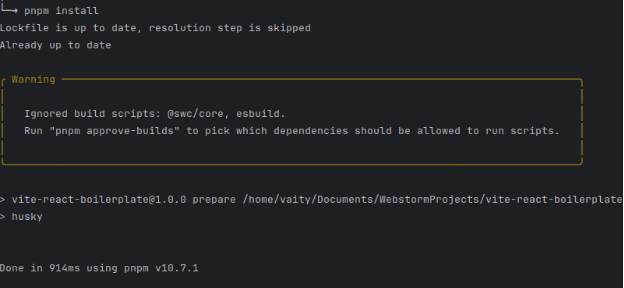 └─→ pnpm install
Lockfile is up to date, resolution step is skipped
Already up to date
Warning
Ignored build scripts: @swc/core, esbuild.
Run "pnpm approve-builds" to pick which dependencies should be allowed to run scripts.
> vite-react-boilerplate@1.0.0 prepare /home/vaity/Documents/WebstormProjects/vite-react-boilerplate
> husky
Done in 914ms using pnpm v10.7.1